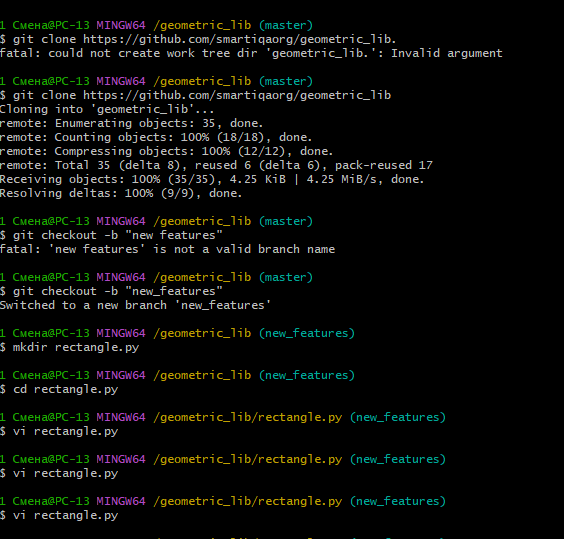 1 Смена@PC-13 MINGW64 /geometric_lib (master)
$ git clone https://github.com/smartiqaorg/geometric_lib.
fatal: could not create work tree dir 'geometric_lib.': Invalid argument
1 Смена@PC-13 MINGW64 /geometric_lib (master)
$ git clone https://github.com/smartiqaorg/geometric_lib
Cloning into 'geometric_lib'...
remote: Enumerating objects: 35, done.
remote: Counting objects: 100% (18/18), done.
remote: Compressing objects: 100% (12/12), done.
remote: Total 35 (delta 8), reused 6 (delta 6), pack-reused 17
Receiving objects: 100% (35/35), 4.25 KiB | 4.25 MiB/s, done.
Resolving deltas: 100% (9/9), done.
1 Смена@PC-13 MINGW64 /geometric_lib (master)
$ git checkout -b "new features"
fatal: 'new features' is not a valid branch name
1 Смена@PC-13 MINGW64 /geometric_lib (master)
$ git checkout -b "new_features"
Switched to a new branch 'new_features'
1 Смена@PC-13 MINGW64 /geometric_lib (new_features)
$ mkdir rectangle.py
1 Смена@PC-13 MINGW64 /geometric_lib (new_features)
$ cd rectangle.py
1 Смена@PC-13 MINGW64 /geometric_lib/rectangle.py (new_features)
$ vi rectangle.py
1 Смена@PC-13 MINGW64 /geometric_lib/rectangle.py (new_features)
$ vi rectangle.py
1 Смена@PC-13 MINGW64 /geometric_lib/rectangle.py (new_features)
$ vi rectangle.py